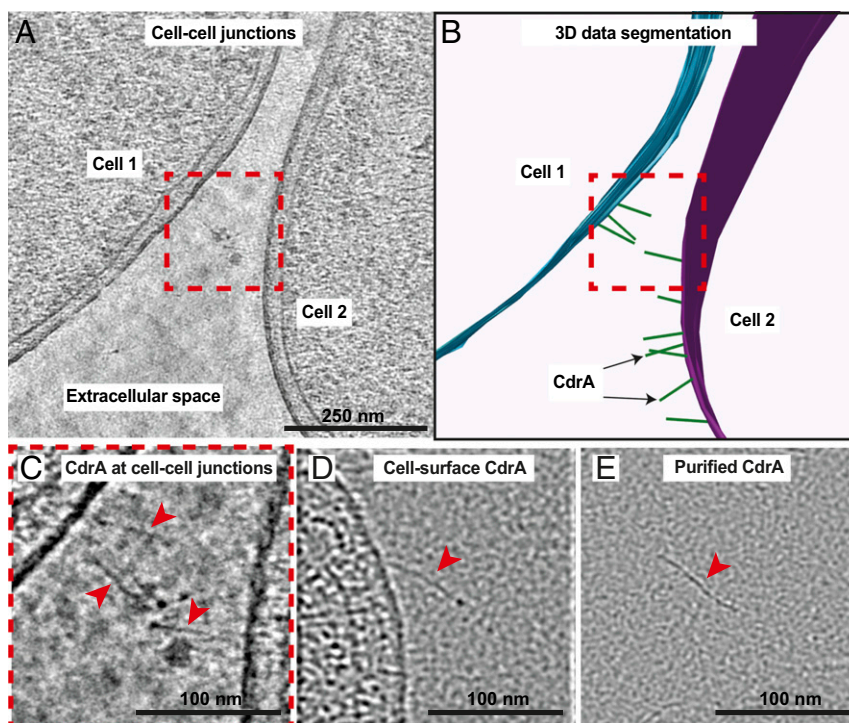 A
Cell-cell junctions
Cell 1
Cell 2
Extracellular space
250 nm
B
3D data segmentation
Cell 1
Cell 2
CdrA
C
CdrA at cell-cell junctions
100 nm
D
Cell-surface CdrA
100 nm
E
Purified CdrA
100 nm